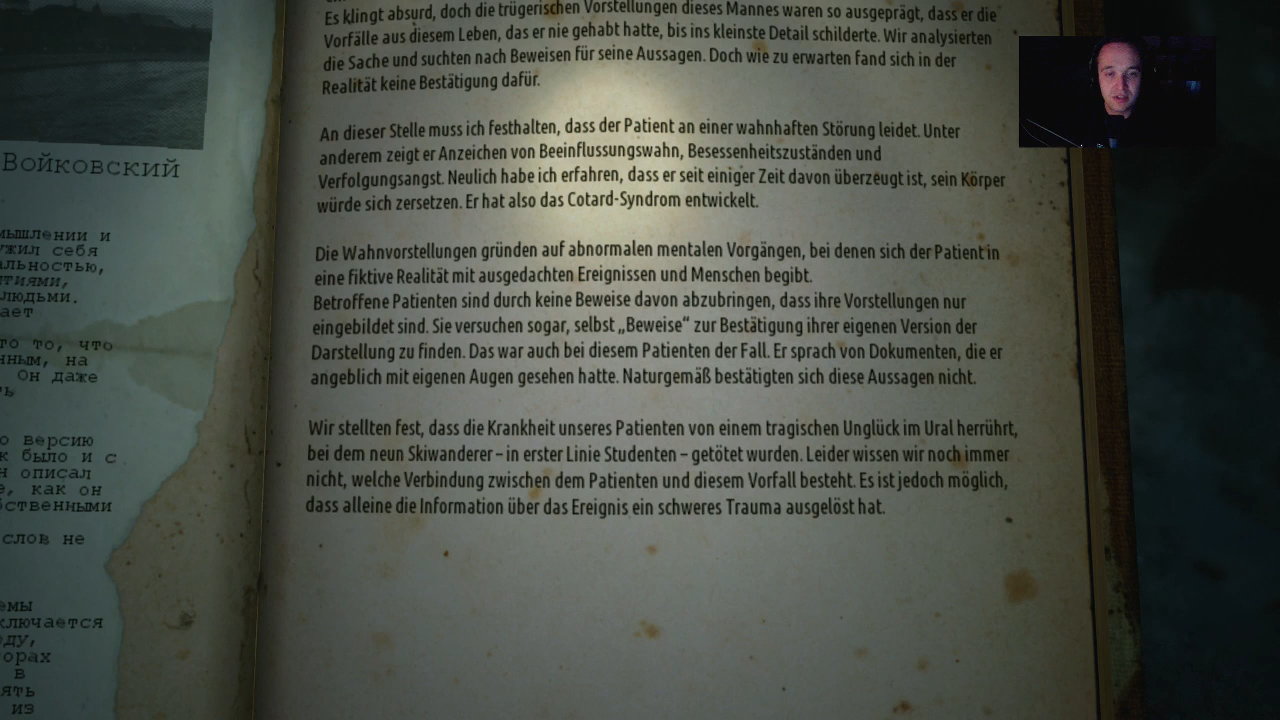 Войковский
мышлении и
ужил себя
альностью,
тиями,
людьми.
ает
то то, что
нным, на
Он даже
ь
ю версию
к было и с
н описал
е, как он
бственными
слов не
емы
ключается
еду,
орах
в
ять
из
Es klingt absurd, doch die trügerischen Vorstellungen dieses Mannes waren so ausgeprägt, dass er die
Vorfälle aus diesem Leben, das er nie gehabt hatte, bis ins kleinste Detail schilderte. Wir analysierten
die Sache und suchten nach Beweisen für seine Aussagen. Doch wie zu erwarten fand sich in der
Realität keine Bestätigung dafür.
An dieser Stelle muss ich festhalten, dass der Patient an einer wahnhaften Störung leidet. Unter
anderem zeigt er Anzeichen von Beeinflussungswahn, Besessenheitszuständen und
Verfolgungsangst. Neulich habe ich erfahren, dass er seit einiger Zeit davon überzeugt ist, sein Körper
würde sich zersetzen. Er hat also das Cotard-Syndrom entwickelt.
Die Wahnvorstellungen gründen auf abnormalen mentalen Vorgängen, bei denen sich der Patient in
eine fiktive Realität mit ausgedachten Ereignissen und Menschen begibt.
Betroffene Patienten sind durch keine Beweise davon abzubringen, dass ihre Vorstellungen nur
eingebildet sind. Sie versuchen sogar, selbst „Beweise“ zur Bestätigung ihrer eigenen Version der
Darstellung zu finden. Das war auch bei diesem Patienten der Fall. Er sprach von Dokumenten, die er
angeblich mit eigenen Augen gesehen hatte. Naturgemäß bestätigten sich diese Aussagen nicht.
Wir stellten fest, dass die Krankheit unseres Patienten von einem tragischen Unglück im Ural herrührt,
bei dem neun Skiwanderer – in erster Linie Studenten – getötet wurden. Leider wissen wir noch immer
nicht, welche Verbindung zwischen dem Patienten und diesem Vorfall besteht. Es ist jedoch möglich,
dass alleine die Information über das Ereignis ein schweres Trauma ausgelöst hat.